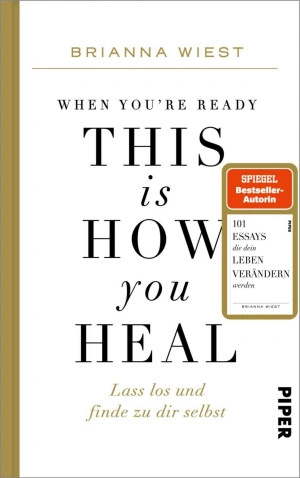 BRIANNA WIEST
WHEN YOU'RE READY
THIS
is
HOW
you
HEAL
Lass los und
finde zu dir selbst
SPIEGEL
Bestseller-
Autorin
101
ESSAYS
die dein
LEBEN
VERÄNDERN
werden
BRIANNA WIEST
PIPER
PIPER